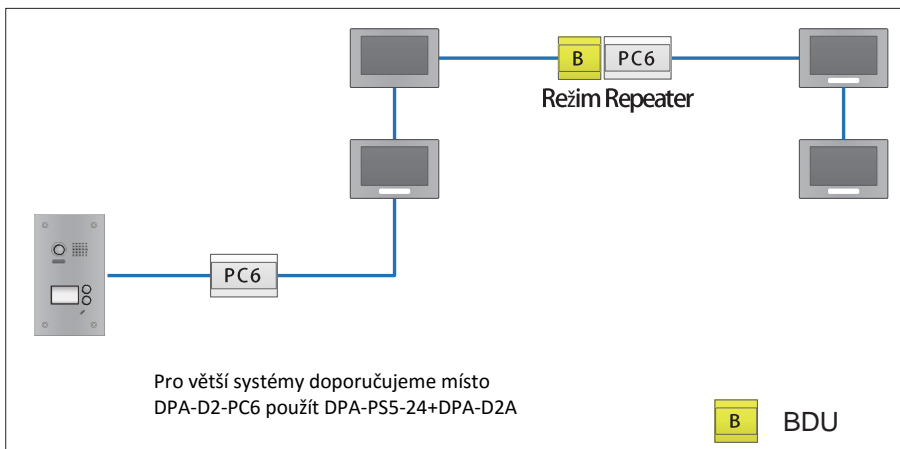 B PC6
Režim Repeater
PC6
Pro větší systémy doporučujeme místo
DPA-D2-PC6 použít DPA-PS5-24+DPA-D2A
B BDU